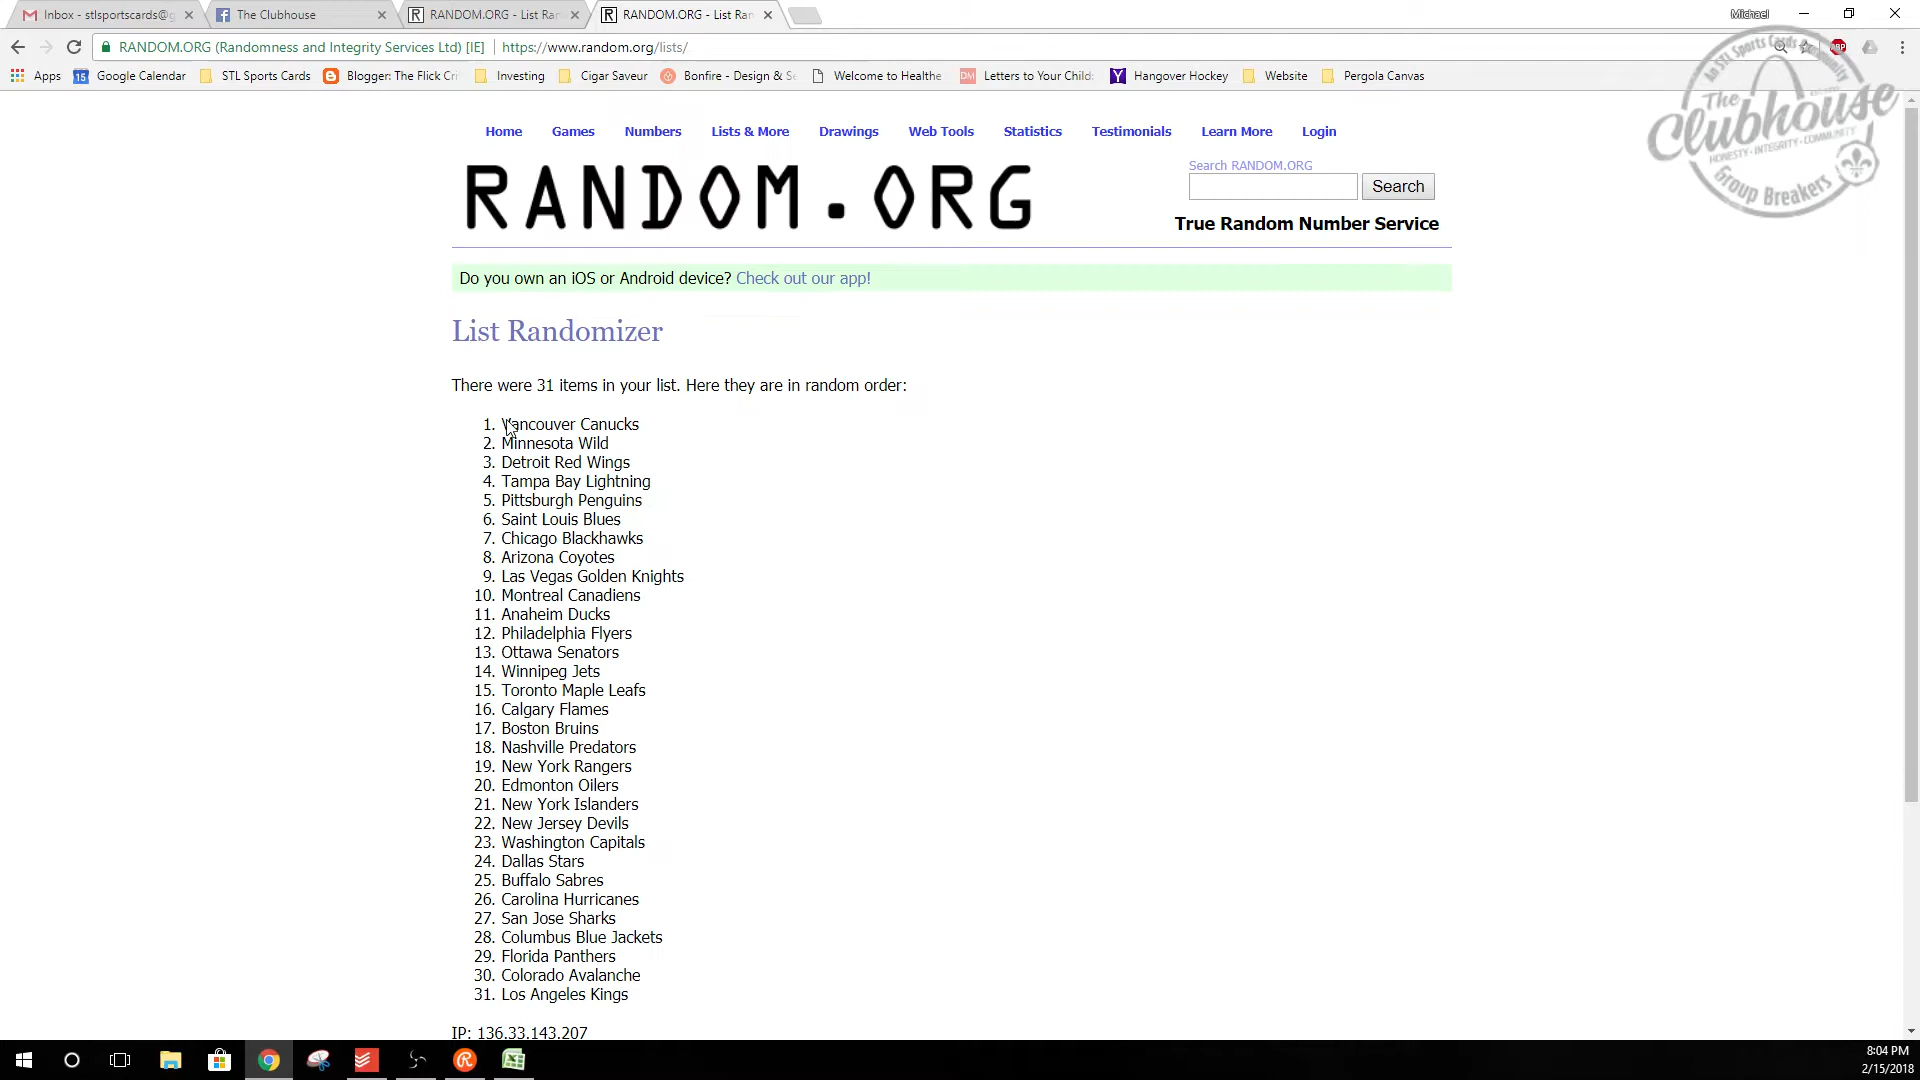 Inbox - stlsportscards@g
The Clubhouse
RANDOM.ORG - List Ran
RANDOM.ORG - List Ran
Michael
RANDOM.ORG (Randomness and Integrity Services Ltd) [IE]
https://www.random.org/lists/
Apps
Google Calendar
STL Sports Cards
Blogger: The Flick Cri
Investing
Cigar Saveur
Bonfire - Design & Se
Welcome to Healthe
Letters to Your Child:
Hangover Hockey
Website
Pergola Canvas
An STL Sports Cards Community
The
Clubhouse
HONESTY · INTEGRITY · COMMUNITY
Group Breakers
Home Games Numbers Lists & More Drawings Web Tools Statistics Testimonials Learn More Login
RANDOM.ORG
Search RANDOM.ORG
Search
True Random Number Service
Do you own an iOS or Android device? Check out our app!
List Randomizer
There were 31 items in your list. Here they are in random order:
1. Vancouver Canucks
2. Minnesota Wild
3. Detroit Red Wings
4. Tampa Bay Lightning
5. Pittsburgh Penguins
6. Saint Louis Blues
7. Chicago Blackhawks
8. Arizona Coyotes
9. Las Vegas Golden Knights
10. Montreal Canadiens
11. Anaheim Ducks
12. Philadelphia Flyers
13. Ottawa Senators
14. Winnipeg Jets
15. Toronto Maple Leafs
16. Calgary Flames
17. Boston Bruins
18. Nashville Predators
19. New York Rangers
20. Edmonton Oilers
21. New York Islanders
22. New Jersey Devils
23. Washington Capitals
24. Dallas Stars
25. Buffalo Sabres
26. Carolina Hurricanes
27. San Jose Sharks
28. Columbus Blue Jackets
29. Florida Panthers
30. Colorado Avalanche
31. Los Angeles Kings
IP: 136.33.143.207
8:04 PM
2/15/2018